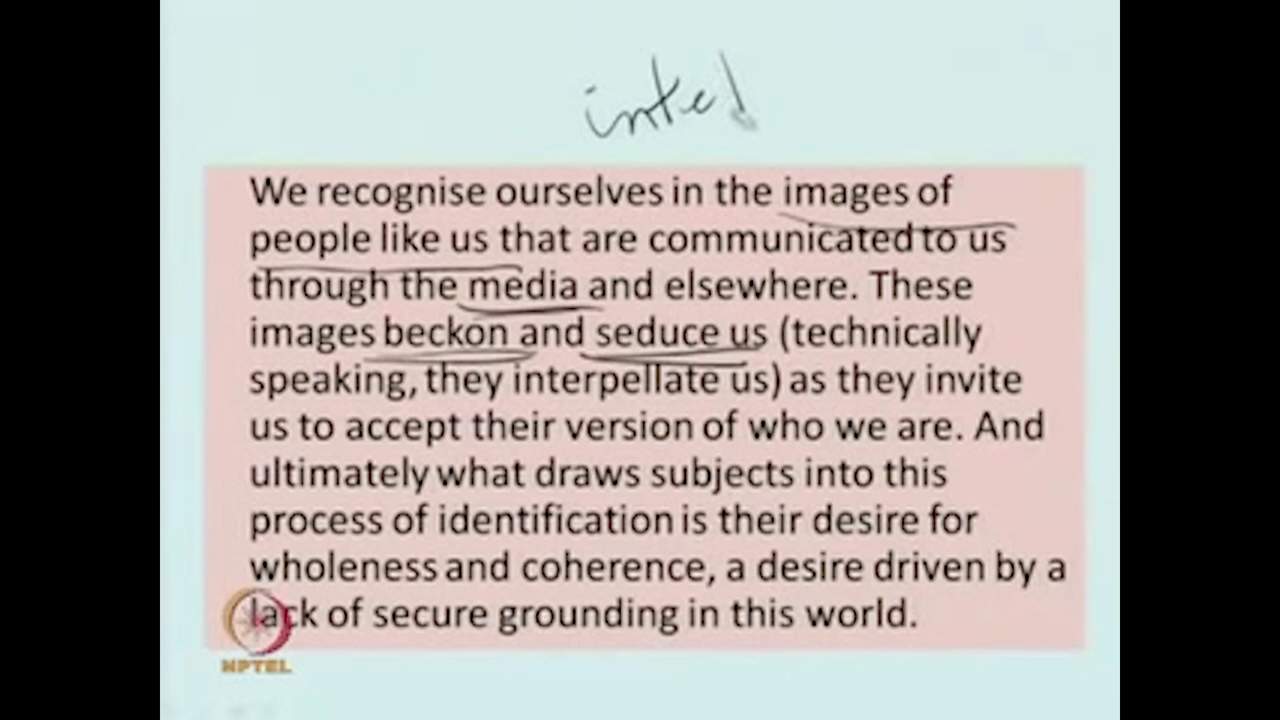 inte
We recognise ourselves in the images of
people like us that are communicated to us
through the media and elsewhere. These
images beckon and seduce us (technically
speaking, they interpellate us) as they invite
us to accept their version of who we are. And
ultimately what draws subjects into this
process of identification is their desire for
wholeness and coherence, a desire driven by a
lack of secure grounding in this world.
NPTEL